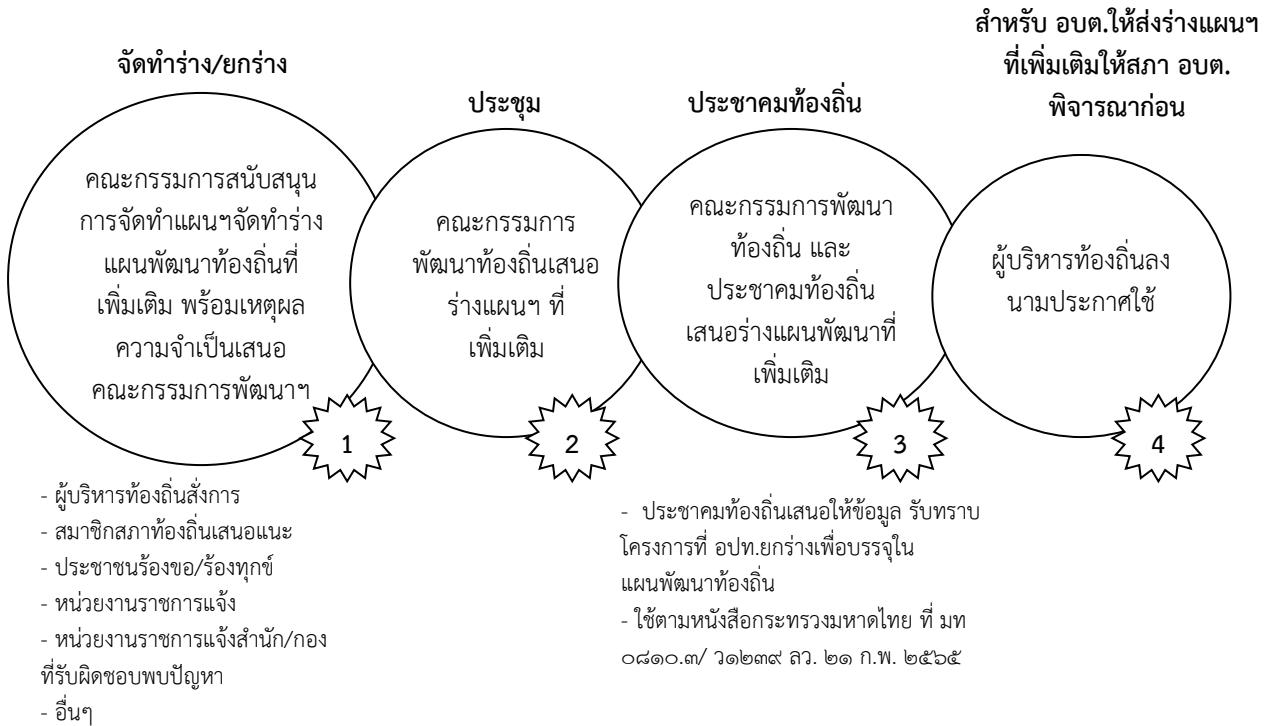 จัดทำร่าง/ยกร่าง
คณะกรรมการสนับสนุน
การจัดทำแผนฯจัดทำร่าง
แผนพัฒนาท้องถิ่นที่
เพิ่มเติม พร้อมเหตุผล
ความจำเป็นเสนอ
คณะกรรมการพัฒนาฯ
1
- ผู้บริหารท้องถิ่นสั่งการ
- สมาชิกสภาท้องถิ่นเสนอแนะ
- ประชาชนร้องขอ/ร้องทุกข์
- หน่วยงานราชการแจ้ง
- หน่วยงานราชการแจ้งสำนัก/กอง
ที่รับผิดชอบพบปัญหา
- อื่นๆ
ประชุม
คณะกรรมการ
พัฒนาท้องถิ่นเสนอ
ร่างแผนฯ ที่
เพิ่มเติม
2
ประชาคมท้องถิ่น
คณะกรรมการพัฒนา
ท้องถิ่น และ
ประชาคมท้องถิ่น
เสนอร่างแผนพัฒนาที่
เพิ่มเติม
3
- ประชาคมท้องถิ่นเสนอให้ข้อมูล รับทราบ
โครงการที่ อปท.ยกร่างเพื่อบรรจุใน
แผนพัฒนาท้องถิ่น
- ใช้ตามหนังสือกระทรวงมหาดไทย ที่ มท
๐๘๑๐.๓/ ว๑๒๓๙ ลว. ๒๑ ก.พ. ๒๕๖๕
สำหรับ อบต.ให้ส่งร่างแผนฯ
ที่เพิ่มเติมให้สภา อบต.
พิจารณาก่อน
ผู้บริหารท้องถิ่นลง
นามประกาศใช้
4